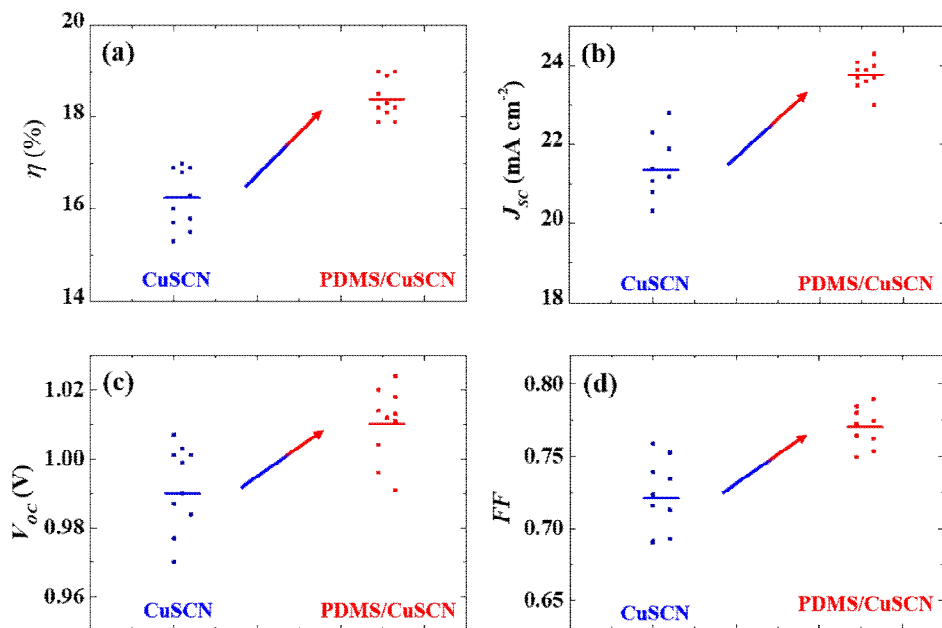 (a)
20
18
16
14
η (%)
CuSCN
PDMS/CuSCN
(b)
24
22
20
18
J_sc (mA cm⁻²)
CuSCN
PDMS/CuSCN
(c)
1.02
1.00
0.98
0.96
V_oc (V)
CuSCN
PDMS/CuSCN
(d)
0.80
0.75
0.70
0.65
FF
CuSCN
PDMS/CuSCN